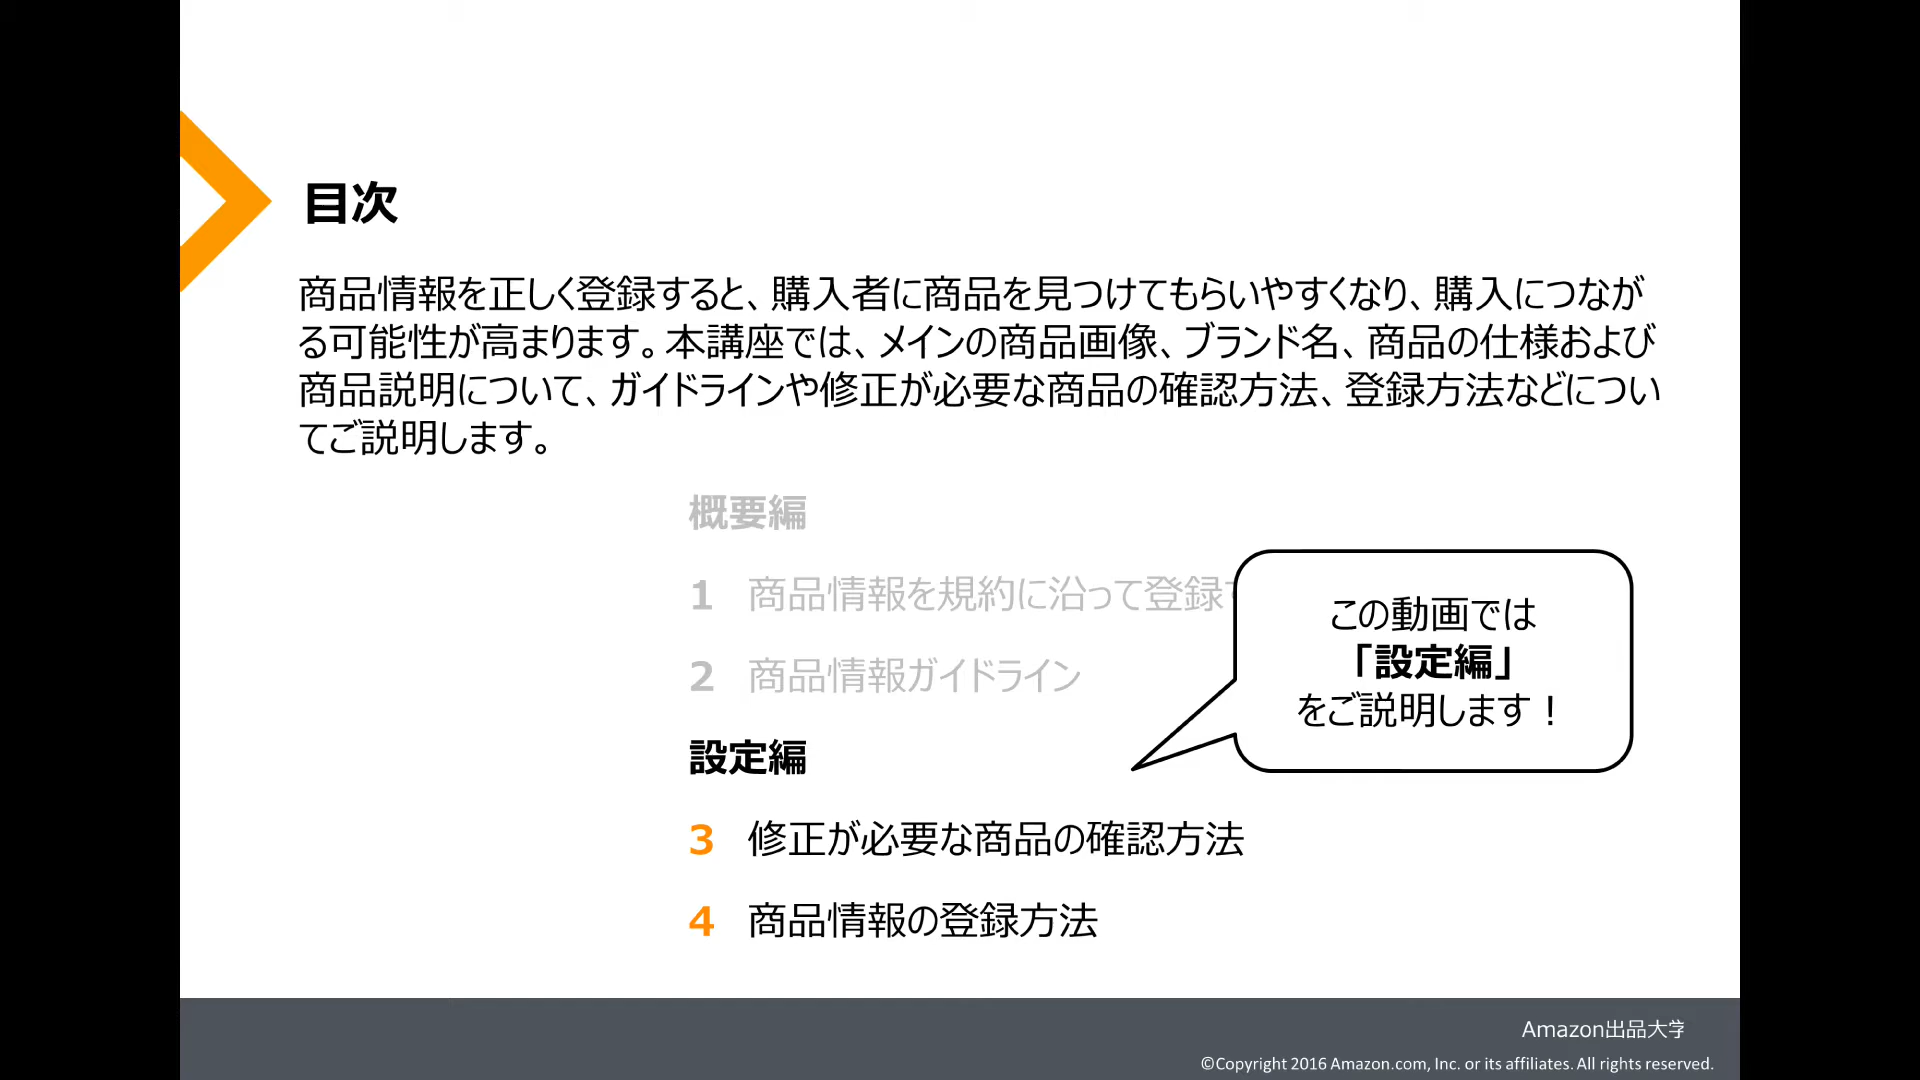 目次
商品情報を正しく登録すると、購入者に商品を見つけてもらいやすくなり、購入につなが
る可能性が高まります。本講座では、メインの商品画像、ブランド名、商品の仕様および
商品説明について、ガイドラインや修正が必要な商品の確認方法、登録方法などについ
てご説明します。
概要編
1 商品情報を規約に沿って登録
2 商品情報ガイドライン
この動画では
「設定編」
をご説明します！
設定編
3 修正が必要な商品の確認方法
4 商品情報の登録方法
Amazon出品大学
©Copyright 2016 Amazon.com, Inc. or its affiliates. All rights reserved.